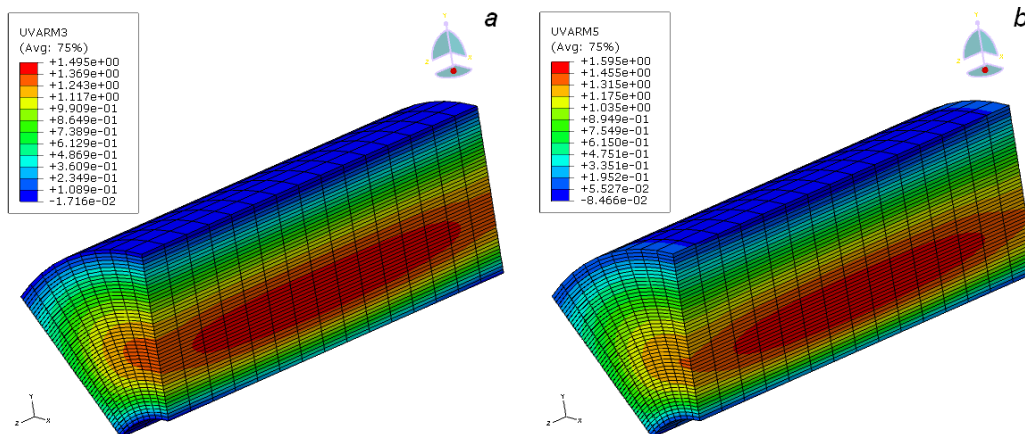 a
UVARM3
(Avg: 75%)
+1.495e+00
+1.369e+00
+1.243e+00
+1.117e+00
+9.909e-01
+8.649e-01
+7.389e-01
+6.129e-01
+4.869e-01
+3.609e-01
+2.349e-01
+1.089e-01
-1.716e-02
Y
Z
X
Y
Z
X
b
UVARM5
(Avg: 75%)
+1.595e+00
+1.455e+00
+1.315e+00
+1.175e+00
+1.035e+00
+8.949e-01
+7.549e-01
+6.150e-01
+4.751e-01
+3.351e-01
+1.952e-01
+5.527e-02
-8.466e-02
Y
Z
X
Y
Z
X